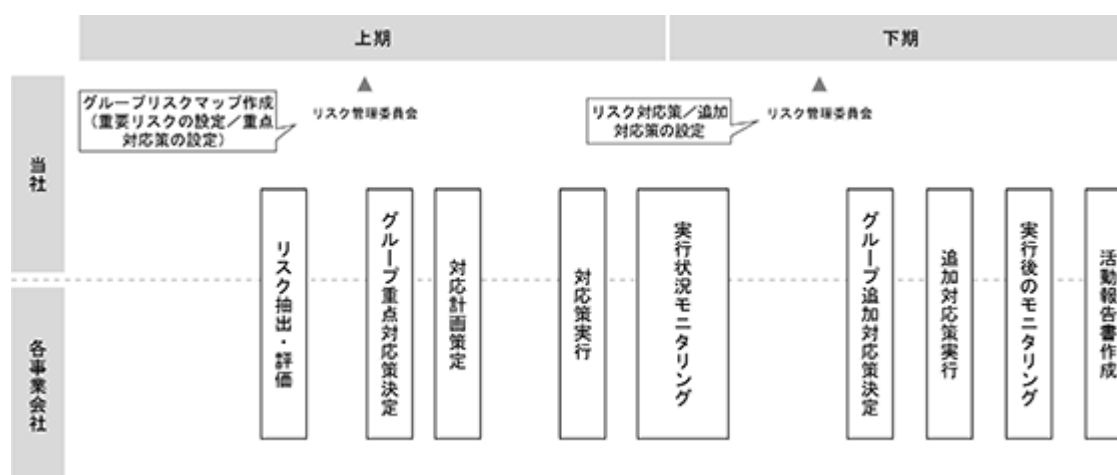 上期
下期
グループリスクマップ作成
（重要リスクの設定／重点
対応策の設定）
リスク管理委員会
リスク対応策／追加
対応策の設定
リスク管理委員会
当社
各事業会社
リスク抽出・評価
グループ重点対応策決定
対応計画策定
対応策実行
実行状況モニタリング
グループ追加対応策決定
追加対応策実行
実行後のモニタリング
活動報告書作成